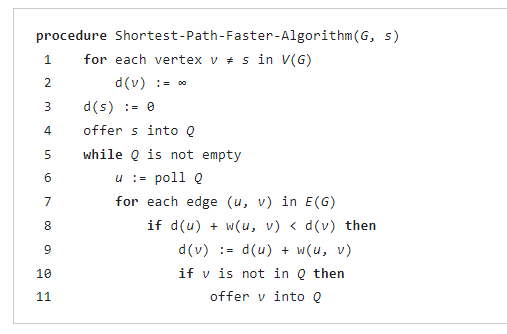 procedure Shortest-Path-Faster-Algorithm(G, s)
1 for each vertex v ≠ s in V(G)
2 d(v) := ∞
3 d(s) := 0
4 offer s into Q
5 while Q is not empty
6 u := poll Q
7 for each edge (u, v) in E(G)
8 if d(u) + w(u, v) < d(v) then
9 d(v) := d(u) + w(u, v)
10 if v is not in Q then
11 offer v into Q